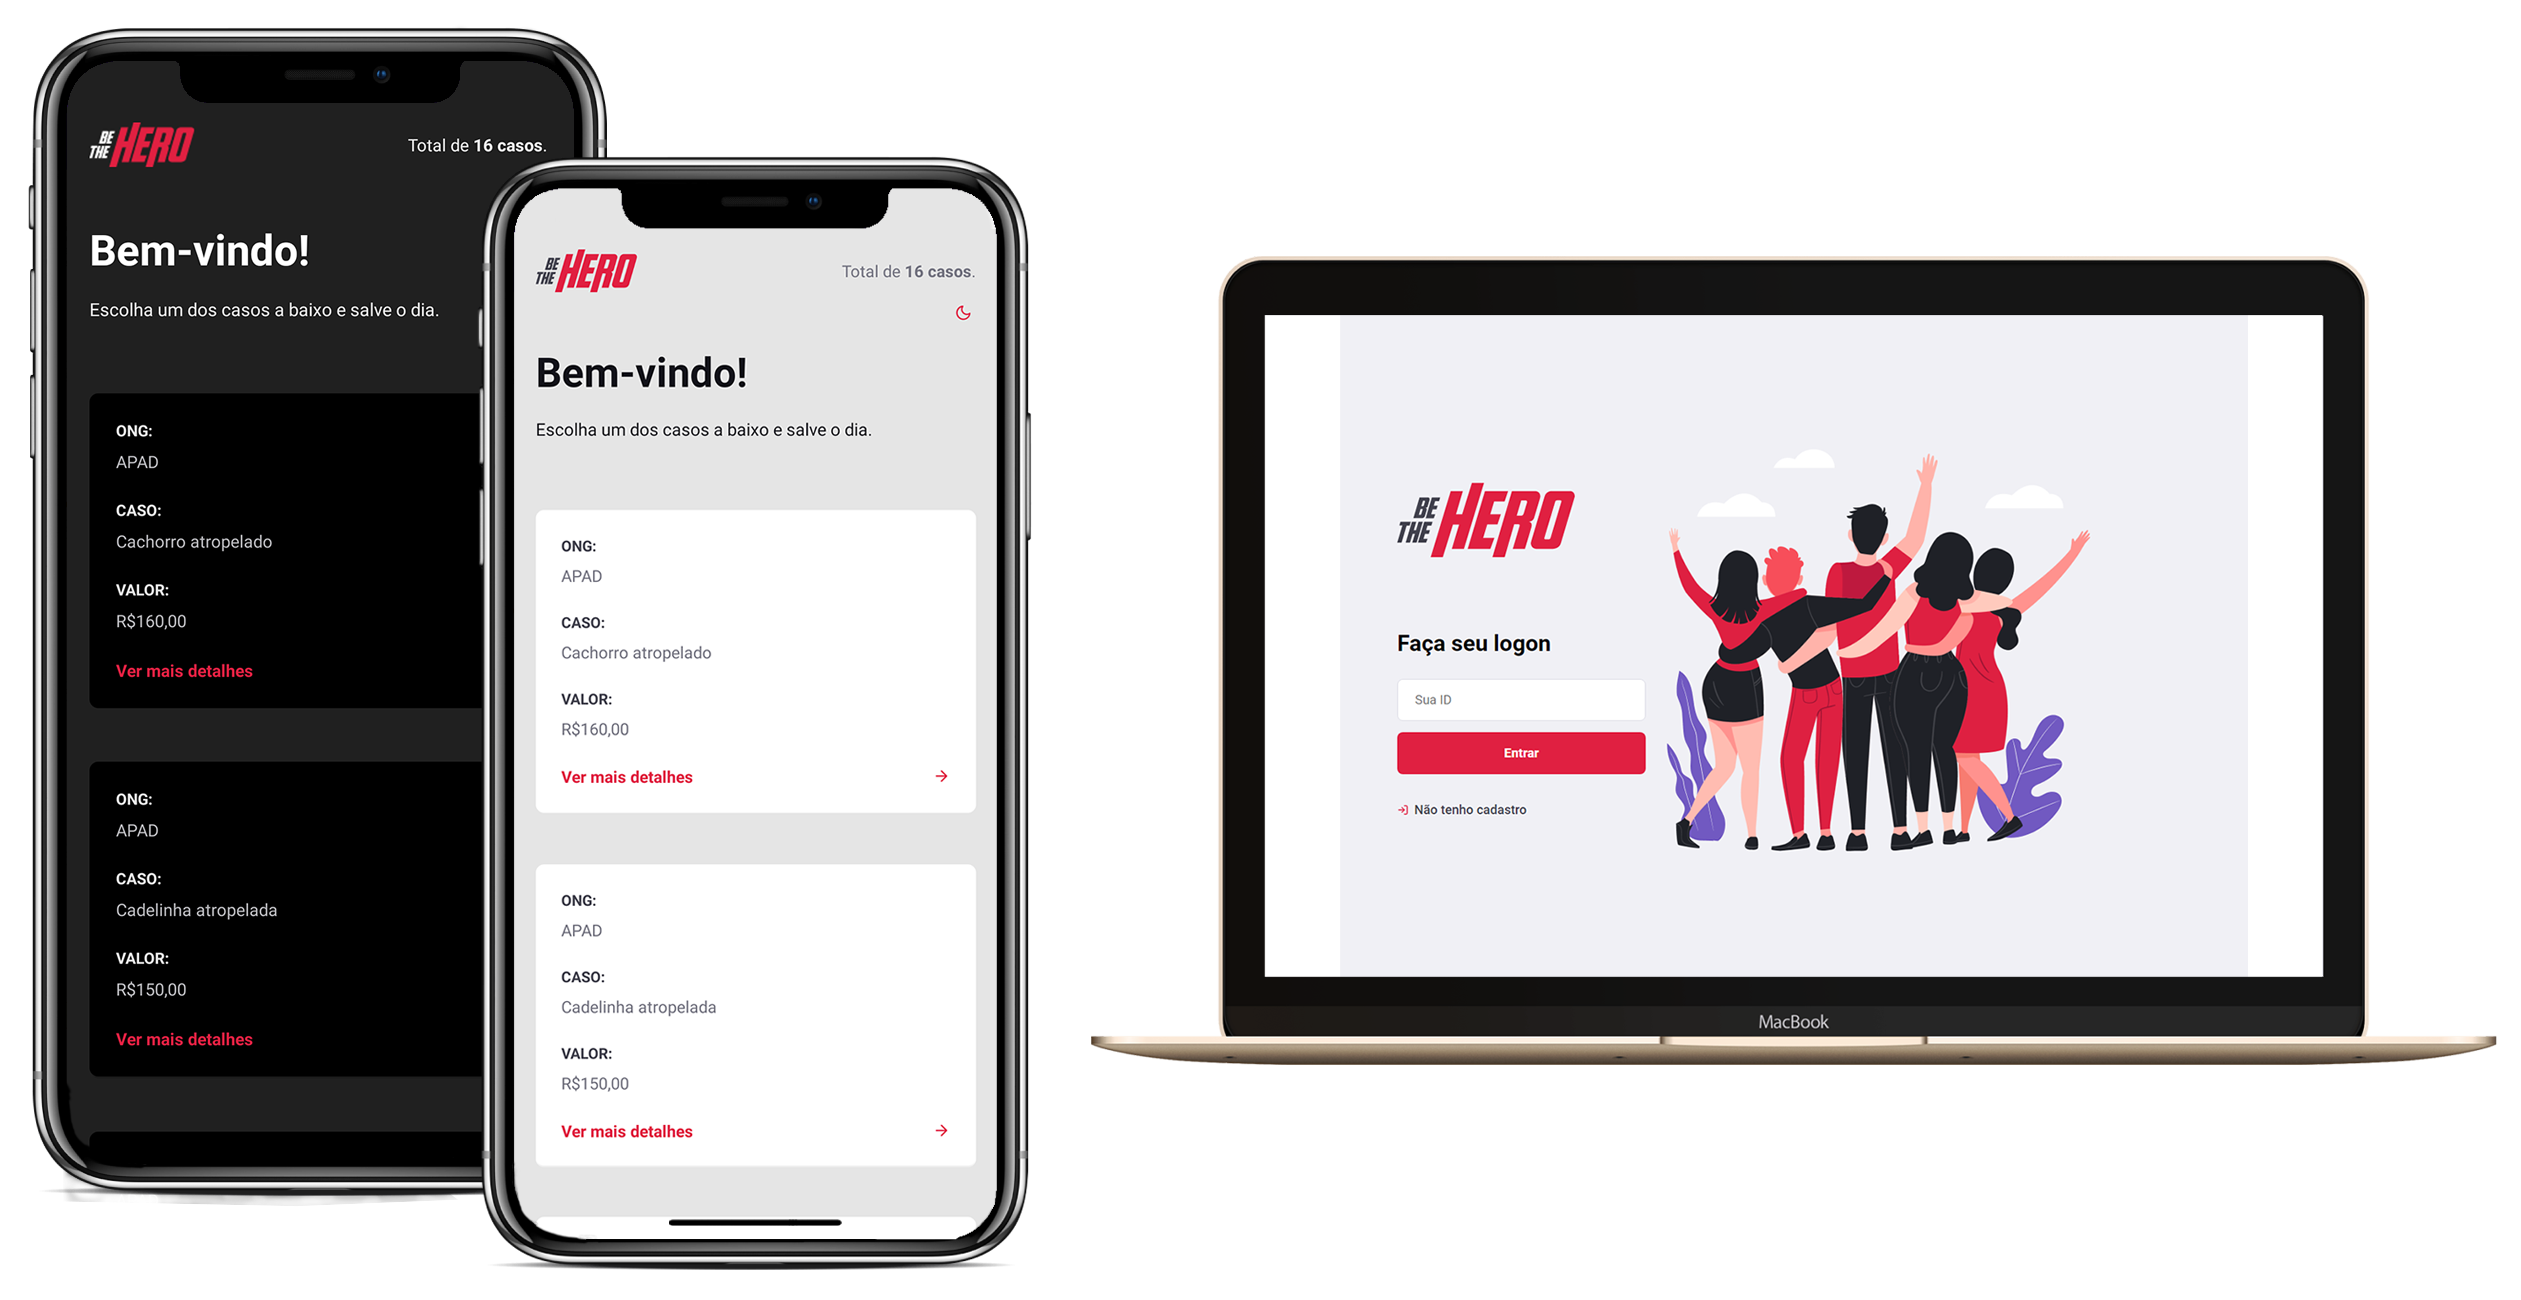 BE
THE HERO
Total de 16 casos.
Bem-vindo!
Escolha um dos casos a baixo e salve o dia.
ONG:
APAD
CASO:
Cachorro atropelado
VALOR:
R$160,00
Ver mais detalhes
ONG:
APAD
CASO:
Cadelinha atropelada
VALOR:
R$150,00
Ver mais detalhes
BE
THE HERO
Total de 16 casos.
Bem-vindo!
Escolha um dos casos a baixo e salve o dia.
ONG:
APAD
CASO:
Cachorro atropelado
VALOR:
R$160,00
Ver mais detalhes
ONG:
APAD
CASO:
Cadelinha atropelada
VALOR:
R$150,00
Ver mais detalhes
BE
THE HERO
Faça seu logon
Sua ID
Entrar
Não tenho cadastro
MacBook